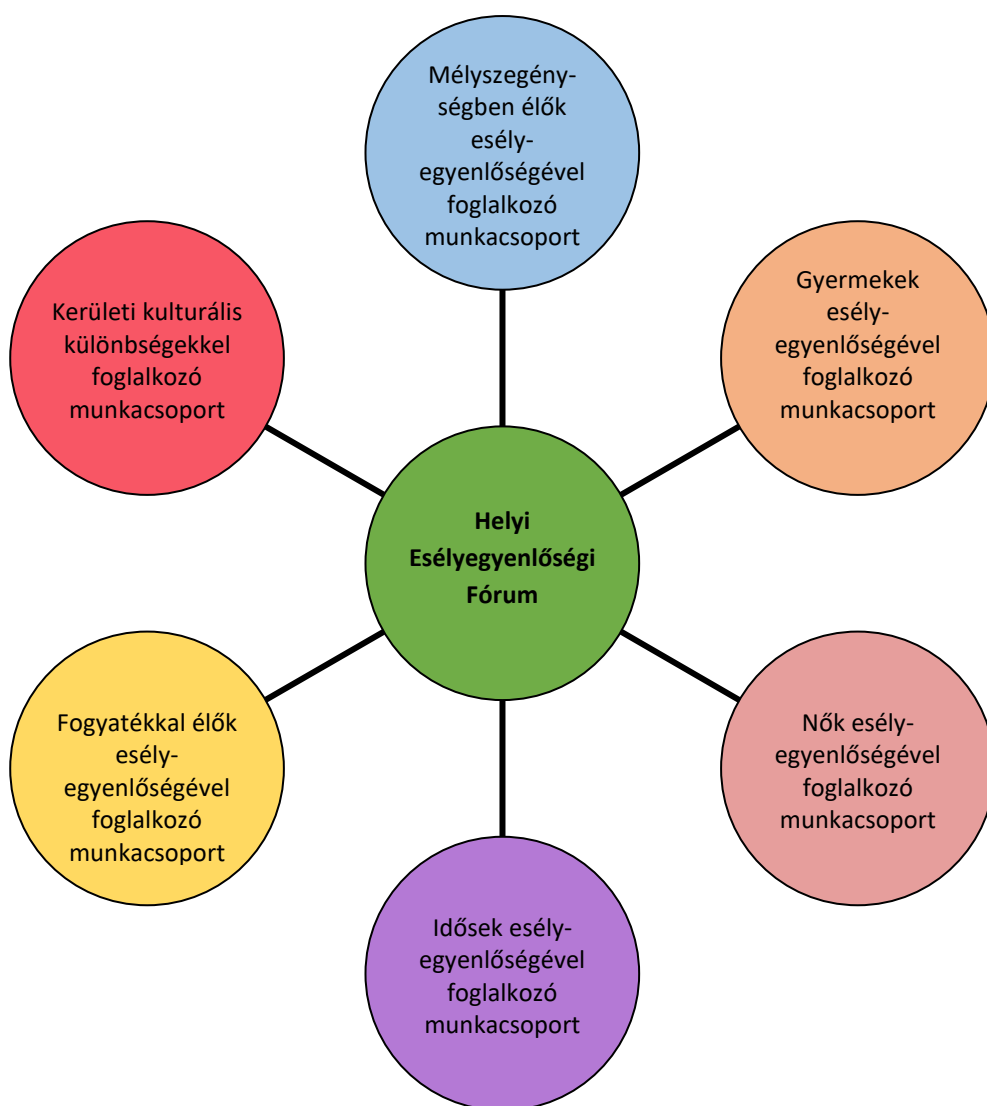 Mélyszegény-
ségben élők
esély-
egyenlőségével
foglalkozó
munkacsoport
Kerületi kulturális
különbségekkel
foglalkozó
munkacsoport
Gyermekek
esély-
egyenlőségével
foglalkozó
munkacsoport
Helyi
Esélyegyenlőségi
Fórum
Fogyatékkal élők
esély-
egyenlőségével
foglalkozó
munkacsoport
Nők esély-
egyenlőségével
foglalkozó
munkacsoport
Idősek esély-
egyenlőségével
foglalkozó
munkacsoport